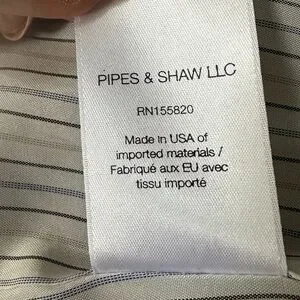 PIPES & SHAW LLC
RN155820
Made in USA of
imported materials /
Fabriqué aux EU avec
tissu importé